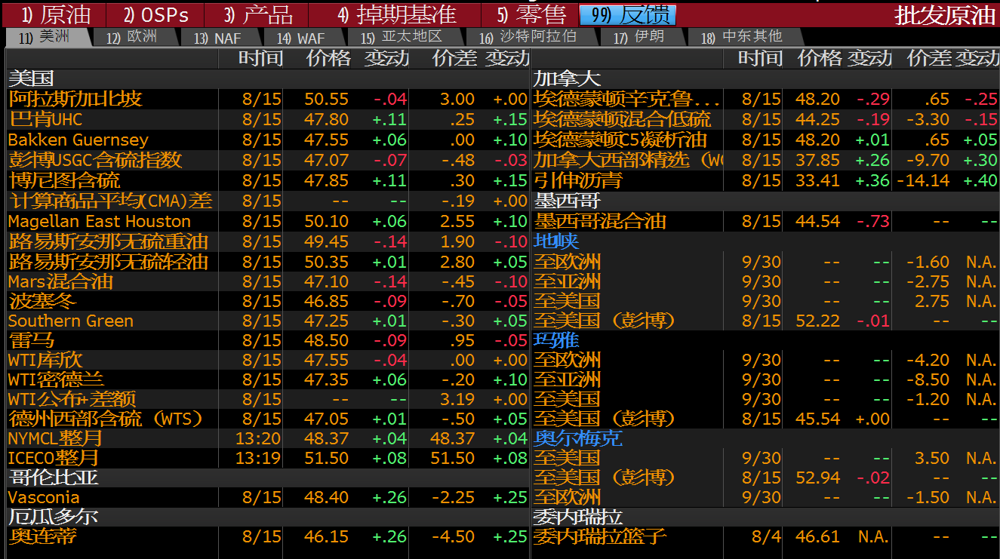 1) 原油 2) OSPs 3) 产品 4) 掉期基准 5) 零售 99) 反馈 批发原油
11) 美洲 12) 欧洲 13) NAF 14) WAF 15) 亚太地区 16) 沙特阿拉伯 17) 伊朗 18) 中东其他
时间 价格 变动 价差 变动 时间 价格 变动 价差 变动
美国 加拿大
阿拉斯加北坡 8/15 50.55 -.04 3.00 +.00 埃德蒙顿辛克鲁... 8/15 48.20 -.29 .65 -.25
巴肯UHC 8/15 47.80 +.11 .25 +.15 埃德蒙顿混合低硫 8/15 44.25 -.19 -3.30 -.15
Bakken Guernsey 8/15 47.55 +.06 .00 +.10 埃德蒙顿C5凝析油 8/15 48.20 +.01 .65 +.05
彭博USGC含硫指数 8/15 47.07 -.07 -.48 -.03 加拿大西部精选（WC 8/15 37.85 +.26 -9.70 +.30
博尼图含硫 8/15 47.85 +.11 .30 +.15 引伸沥青 8/15 33.41 +.36 -14.14 +.40
计算商品平均(CMA)差 8/15 -- -- -.19 +.00 墨西哥
Magellan East Houston 8/15 50.10 +.06 2.55 +.10 墨西哥混合油 8/15 44.54 -.73 -- --
路易斯安那无硫重油 8/15 49.45 -.14 1.90 -.10 地峡
路易斯安那无硫轻油 8/15 50.35 +.01 2.80 +.05 至欧洲 9/30 -- -- -1.60 N.A.
Mars混合油 8/15 47.10 -.14 -.45 -.10 至亚洲 9/30 -- -- -2.75 N.A.
波塞冬 8/15 46.85 -.09 -.70 -.05 至美国 9/30 -- -- 2.75 N.A.
Southern Green 8/15 47.25 +.01 -.30 +.05 至美国（彭博） 8/15 52.22 -.01 -- --
雷马 8/15 48.50 -.09 .95 -.05 玛雅
WTI库欣 8/15 47.55 -.04 .00 +.00 至欧洲 9/30 -- -- -4.20 N.A.
WTI密德兰 8/15 47.35 +.06 -.20 +.10 至亚洲 9/30 -- -- -8.50 N.A.
WTI公布+差额 8/15 -- -- 3.19 +.00 至美国 9/30 -- -- -1.20 N.A.
德州西部含硫（WTS） 8/15 47.05 +.01 -.50 +.05 至美国（彭博） 8/15 45.54 +.00 -- --
NYMCL整月 13:20 48.37 +.04 48.37 +.04 奥尔梅克
ICECO整月 13:19 51.50 +.08 51.50 +.08 至美国 9/30 -- -- 3.50 N.A.
哥伦比亚 至美国（彭博） 8/15 52.94 -.02 -- --
Vasconia 8/15 48.40 +.26 -2.25 +.25 至欧洲 9/30 -- -- -1.50 N.A.
厄瓜多尔 委内瑞拉
奥连蒂 8/15 46.15 +.26 -4.50 +.25 委内瑞拉篮子 8/4 46.61 N.A. -- --